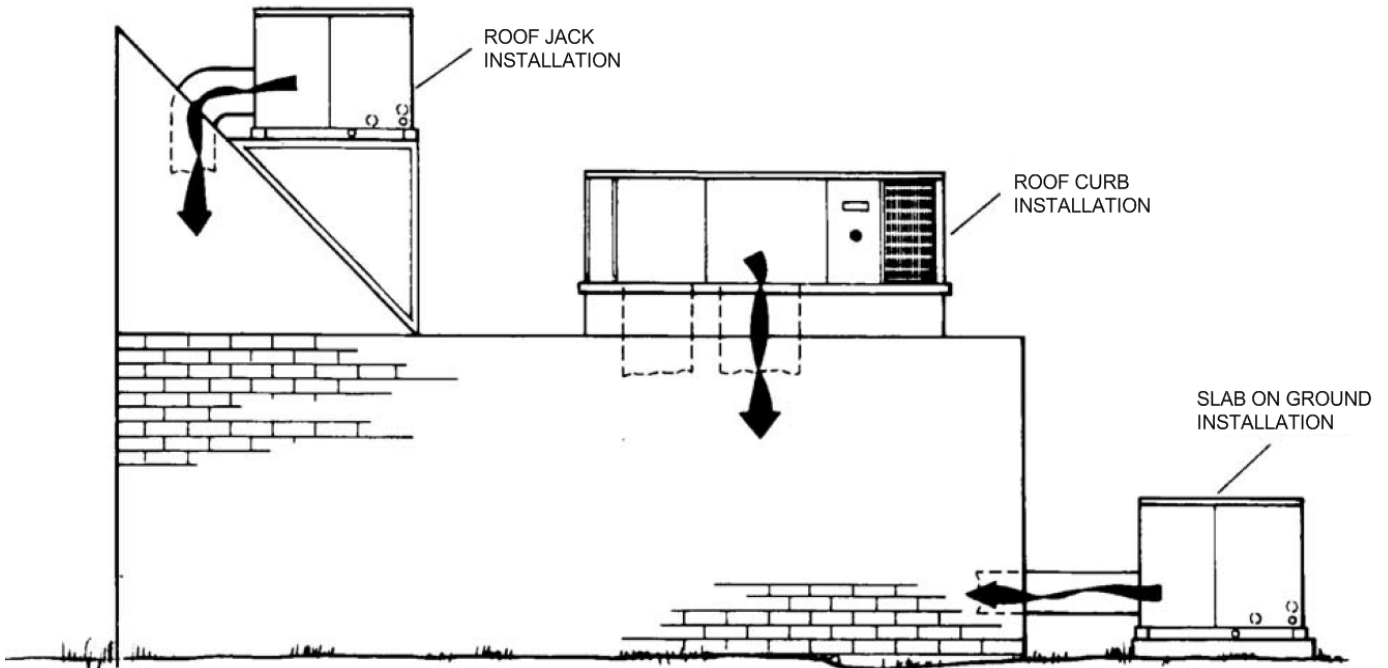 ROOF JACK
INSTALLATION
ROOF CURB
INSTALLATION
SLAB ON GROUND
INSTALLATION